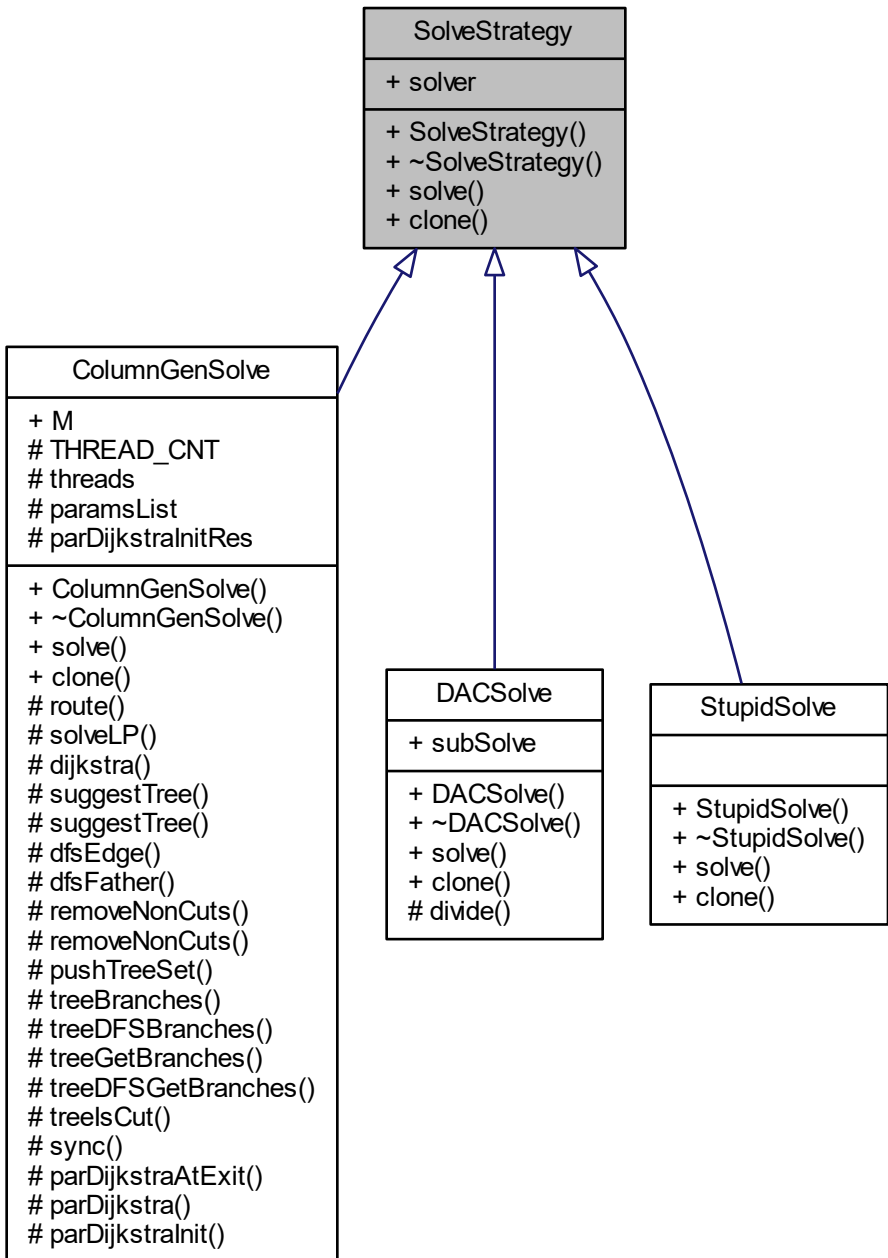 SolveStrategy
+ solver
+ SolveStrategy()
+ ~SolveStrategy()
+ solve()
+ clone()
ColumnGenSolve
+ M
# THREAD_CNT
# threads
# paramsList
# parDijkstraInitRes
+ ColumnGenSolve()
+ ~ColumnGenSolve()
+ solve()
+ clone()
# route()
# solveLP()
# dijkstra()
# suggestTree()
# suggestTree()
# dfsEdge()
# dfsFather()
# removeNonCuts()
# removeNonCuts()
# pushTreeSet()
# treeBranches()
# treeDFSBranches()
# treeGetBranches()
# treeDFSGetBranches()
# treeIsCut()
# sync()
# parDijkstraAtExit()
# parDijkstra()
# parDijkstraInit()
DACSolve
+ subSolve
+ DACSolve()
+ ~DACSolve()
+ solve()
+ clone()
# divide()
StupidSolve
+ StupidSolve()
+ ~StupidSolve()
+ solve()
+ clone()